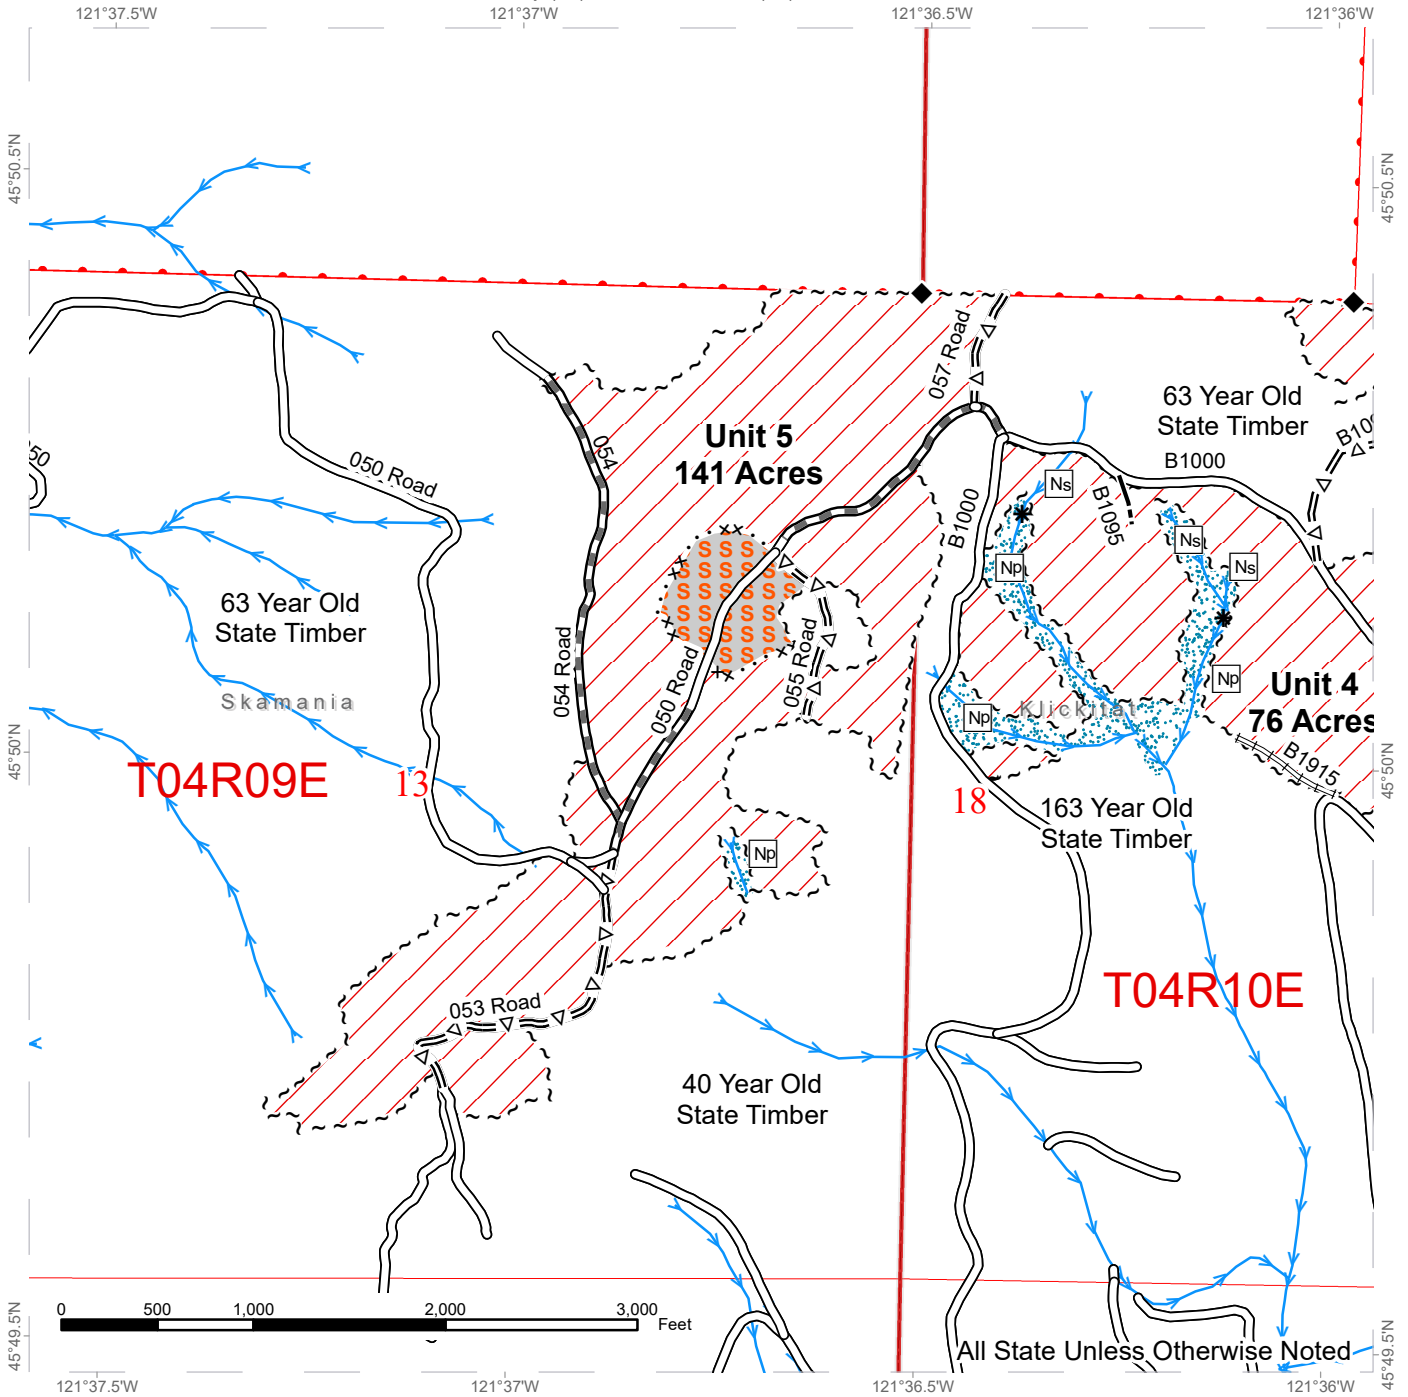 121°37.5'W
121°37'W
121°36.5'W
121°36'W
45°50.5'N
45°50.5'N
057 Road
63 Year Old
State Timber
Unit 5
141 Acres
054
050 Road
50
B1000
B1000
B1095
Ns
Ns
Ns
Np
S S
S S S S
S S S S S S
S S S S S
S S S S S
S S
63 Year Old
State Timber
054 Road
050 Road
055 Road
Np
Np
Skamania
Klickitat
Unit 4
76 Acres
45°50'N
45°50'N
T04R09E
13
18
B1915
163 Year Old
State Timber
Np
T04R10E
053 Road
40 Year Old
State Timber
0 500 1,000 2,000 3,000
Feet
45°49.5'N
45°49.5'N
All State Unless Otherwise Noted
121°37.5'W
121°37'W
121°36.5'W
121°36'W